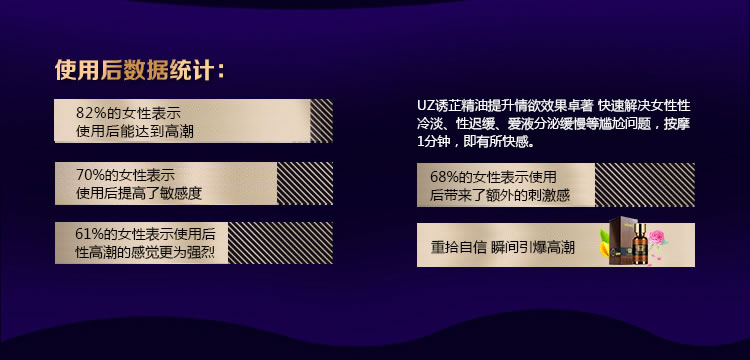 使用后数据统计：
82%的女性表示
使用后能达到高潮
70%的女性表示
使用后提高了敏感度
61%的女性表示使用后
性高潮的感觉更为强烈
UZ诱芷精油提升情欲效果卓著 快速解决女性性
冷淡、性迟缓、爱液分泌缓慢等尴尬问题，按摩
1分钟，即有所快感。
68%的女性表示使用
后带来了额外的刺激感
重拾自信 瞬间引爆高潮